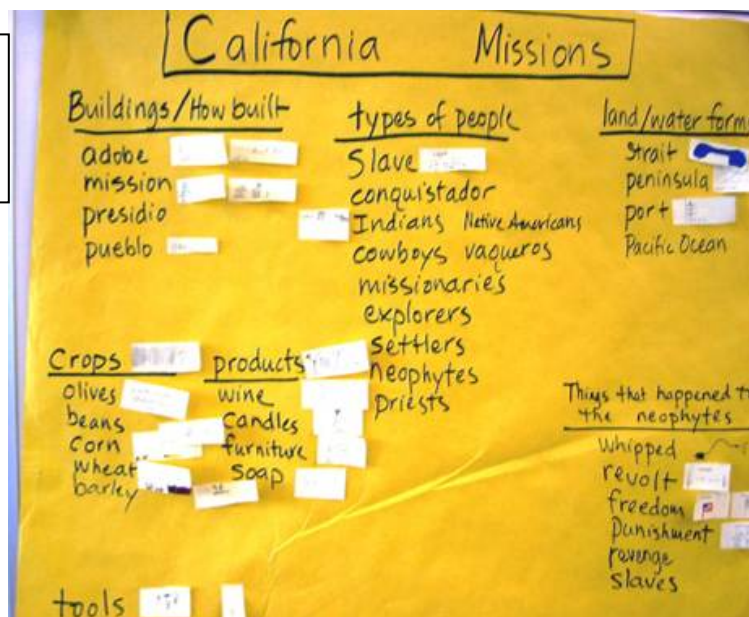 California Missions
Buildings/How built
adobe
mission
presidio
pueblo
types of people
Slave
conquistador
Indians Native Americans
cowboys vaqueros
missionaries
explorers
settlers
neophytes
priests
land/water form
strait
peninsula
port
Pacific Ocean
Crops
olives
beans
corn
wheat
barley
products
wine
candles
furniture
soap
Things that happened t
the neophytes
whipped
revolt
freedom
Punishment
revenge
slaves
tools